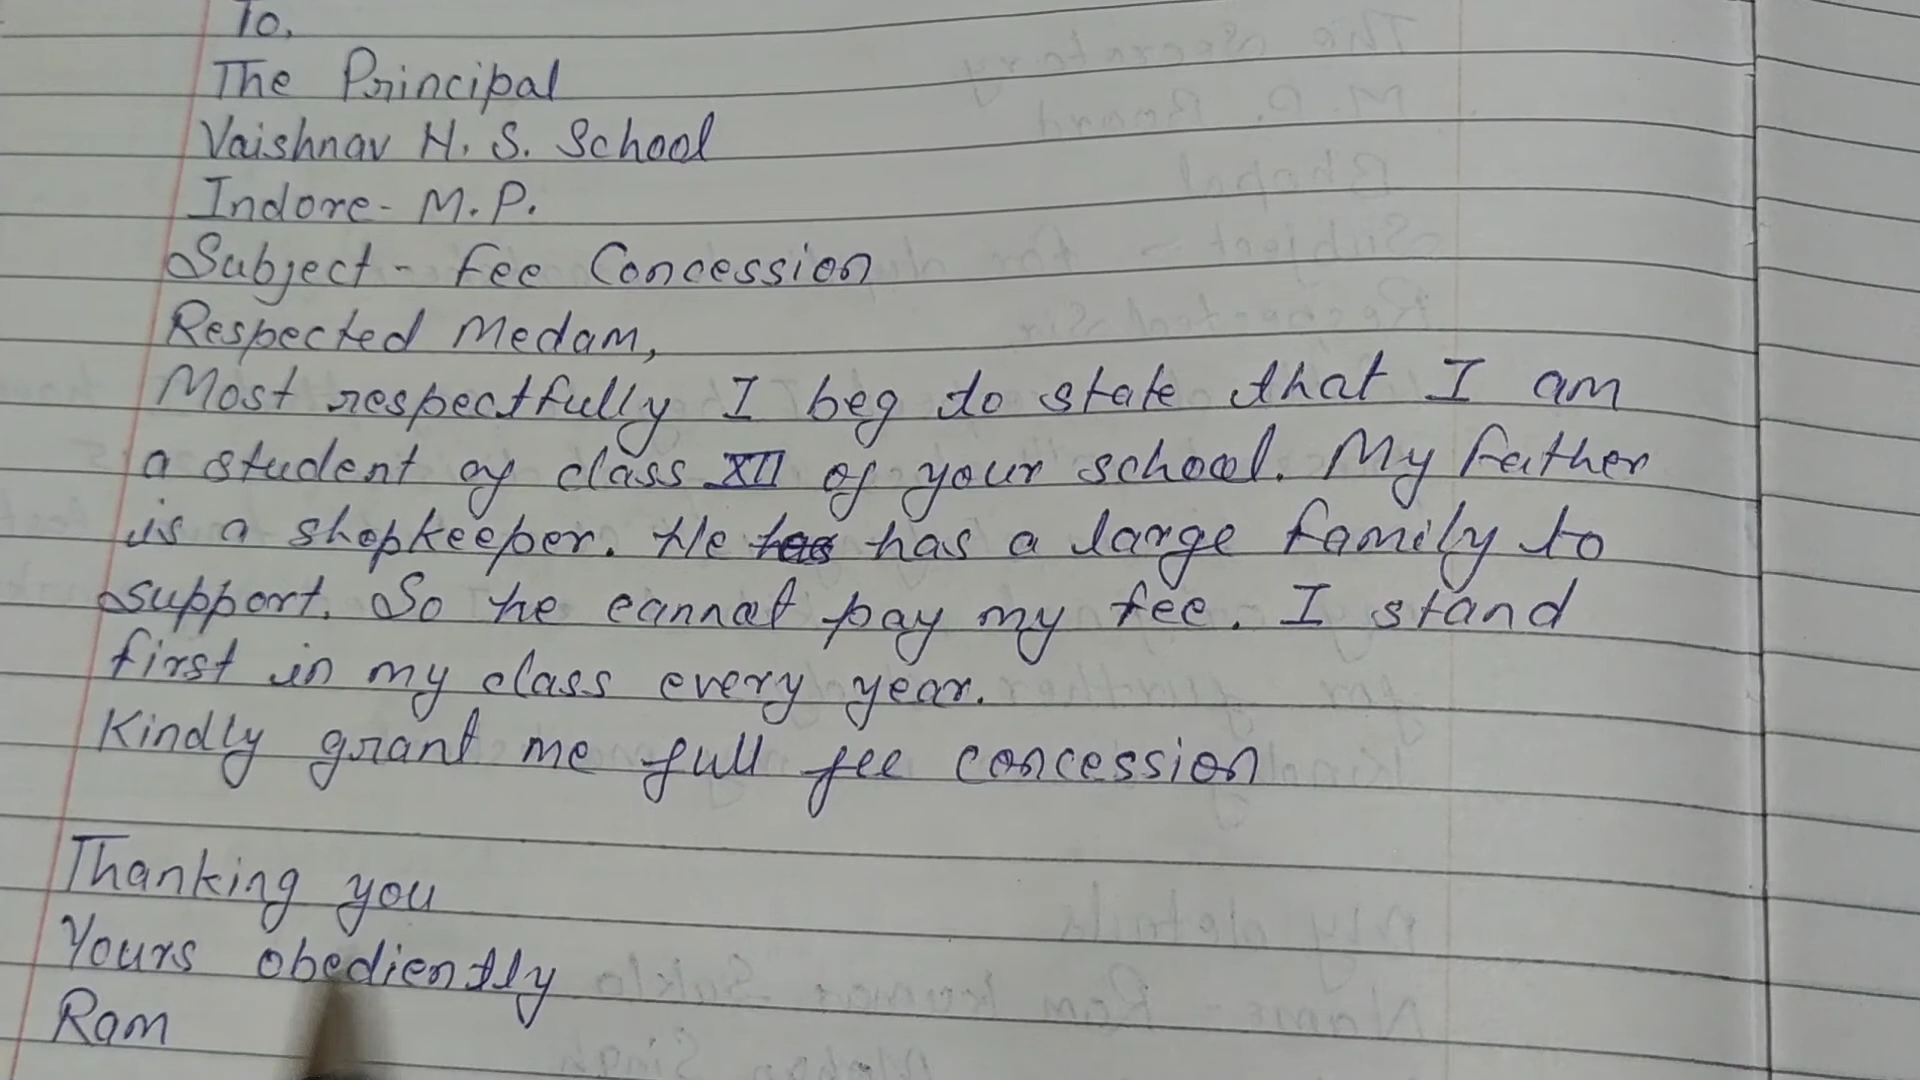 To,
The Principal
Vaishnav H. S. School
Indore - M.P.
Subject - Fee Concession
Respected Medam,
Most respectfully I beg to state that I am
a student of class XII of your school. My father
is a shopkeeper. He has has a large family to
support. So he cannot pay my fee. I stand
first in my class every year.
Kindly grant me full fee concession
Thanking you
Yours obediently
Ram